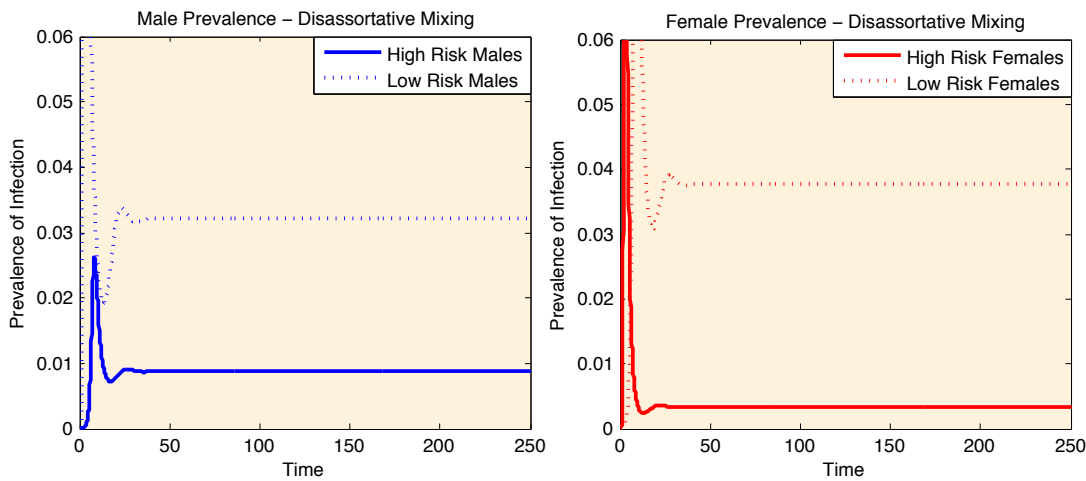 Male Prevalence – Disassortative Mixing
0.06
0.05
0.04
0.03
0.02
0.01
0
Prevalence of Infection
High Risk Males
Low Risk Males
0
50
100
150
200
250
Time
Female Prevalence – Disassortative Mixing
0.06
0.05
0.04
0.03
0.02
0.01
0
Prevalence of Infection
High Risk Females
Low Risk Females
0
50
100
150
200
250
Time